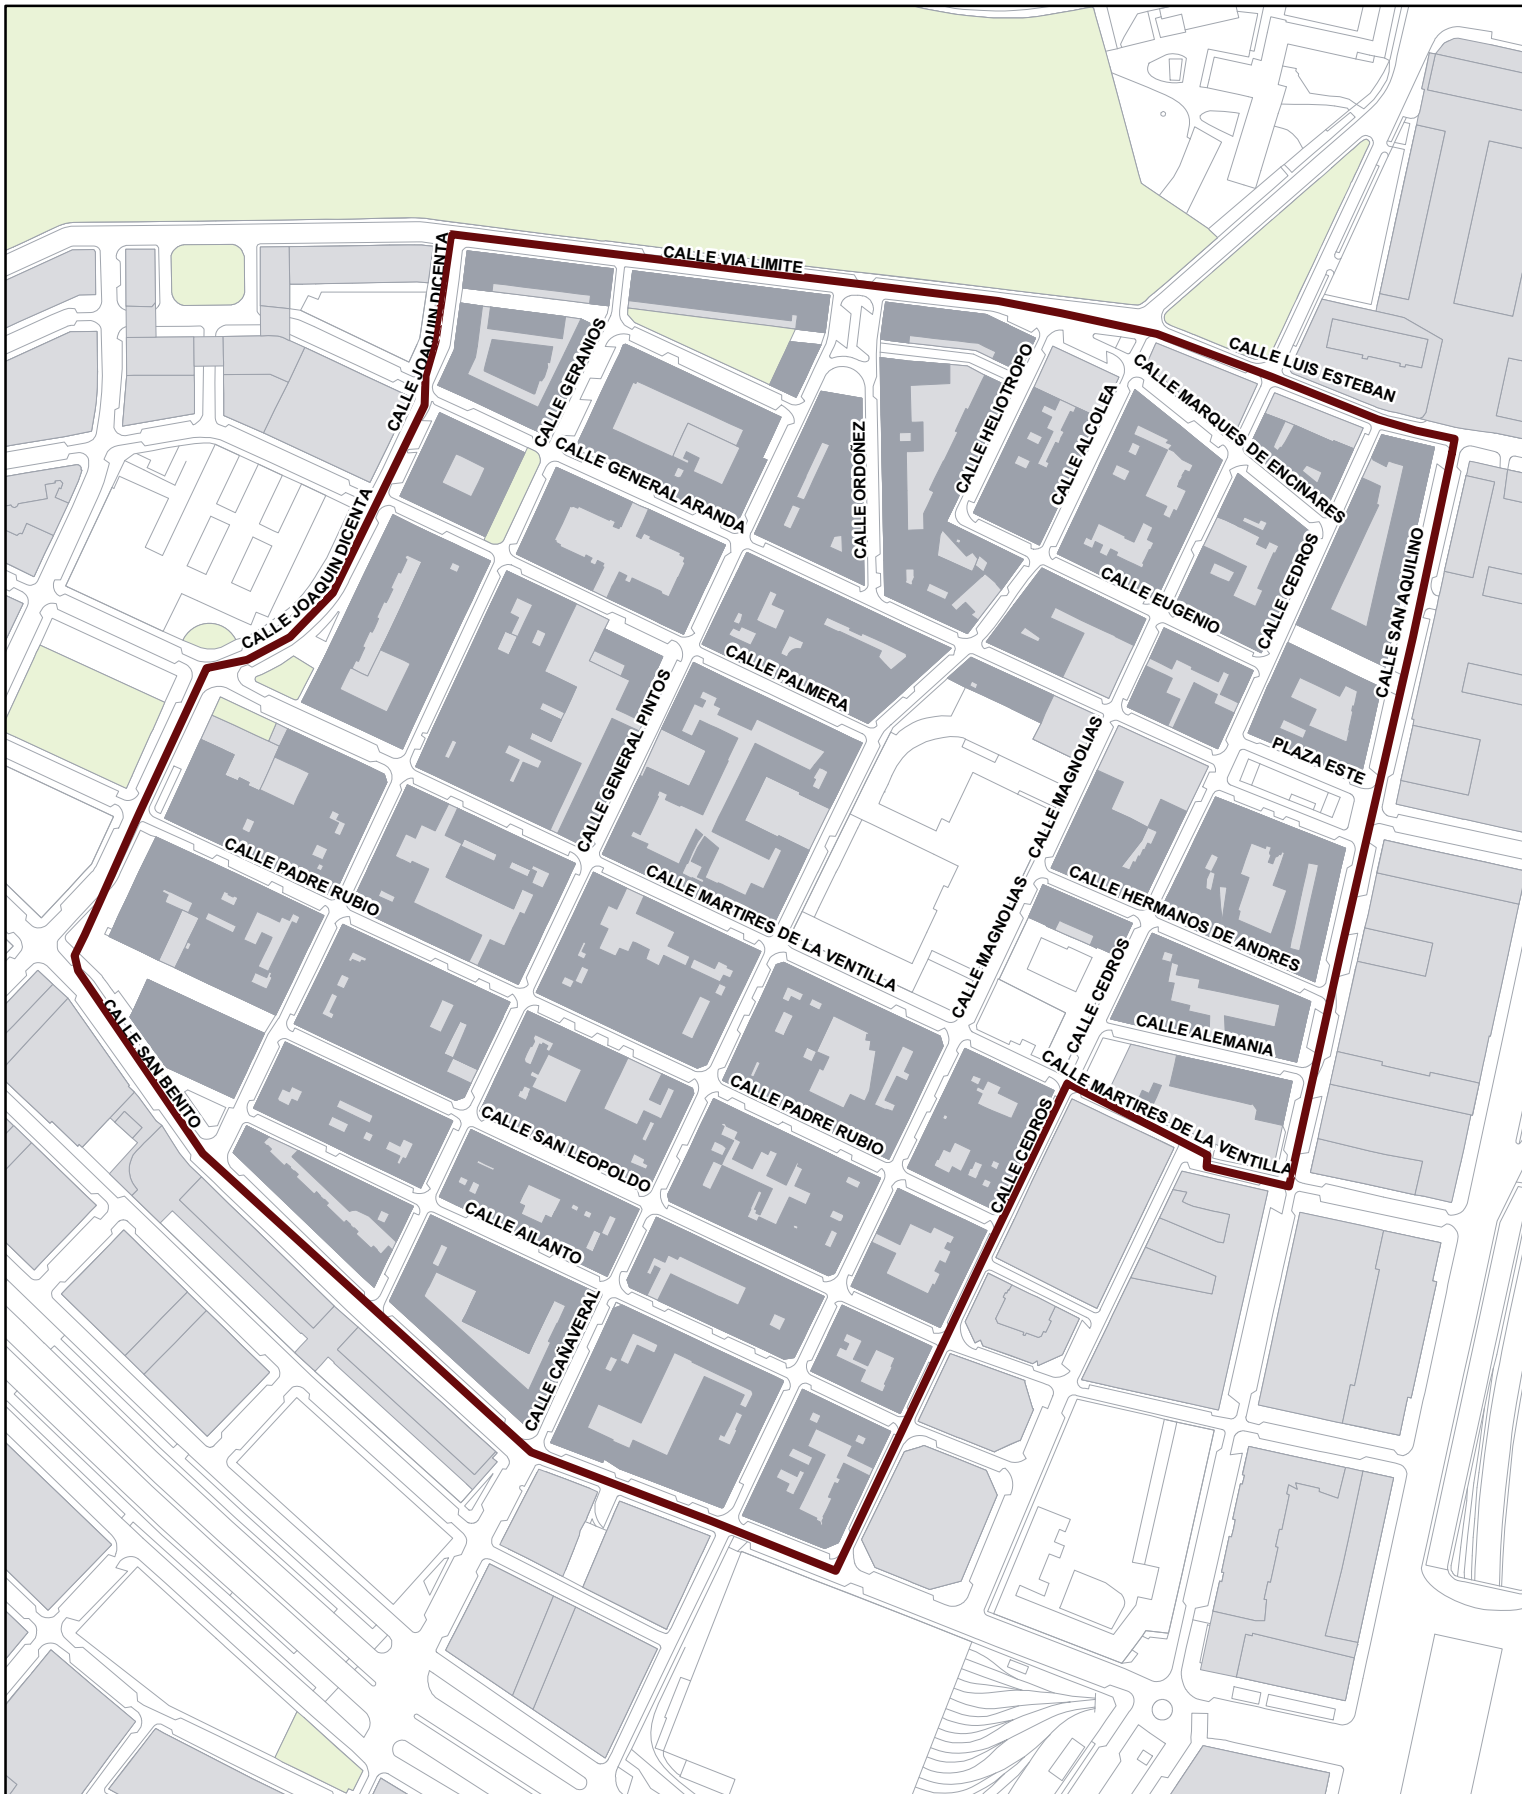 CALLE VIA LIMITE
CALLE JOAQUIN DICENTA
CALLE LUIS ESTEBAN
CALLE GERANIOS
CALLE HELIOTROPO
CALLE MARQUES DE ENCINARES
CALLE ALCOLEA
CALLE GENERAL ARANDA
CALLE ORDOÑEZ
CALLE JOAQUIN DICENTA
CALLE CEDROS
CALLE SAN AQUILINO
CALLE EUGENIO
CALLE PALMERA
CALLE GENERAL PINTOS
CALLE MAGNOLIAS
PLAZA ESTE
CALLE PADRE RUBIO
CALLE MARTIRES DE LA VENTILLA
CALLE HERMANOS DE ANDRES
CALLE MAGNOLIAS
CALLE CEDROS
CALLE ALEMANIA
CALLE SAN BENITO
CALLE MARTIRES DE LA VENTILLA
CALLE PADRE RUBIO
CALLE SAN LEOPOLDO
CALLE CEDROS
CALLE AILANTO
CALLE CAÑAVERAL